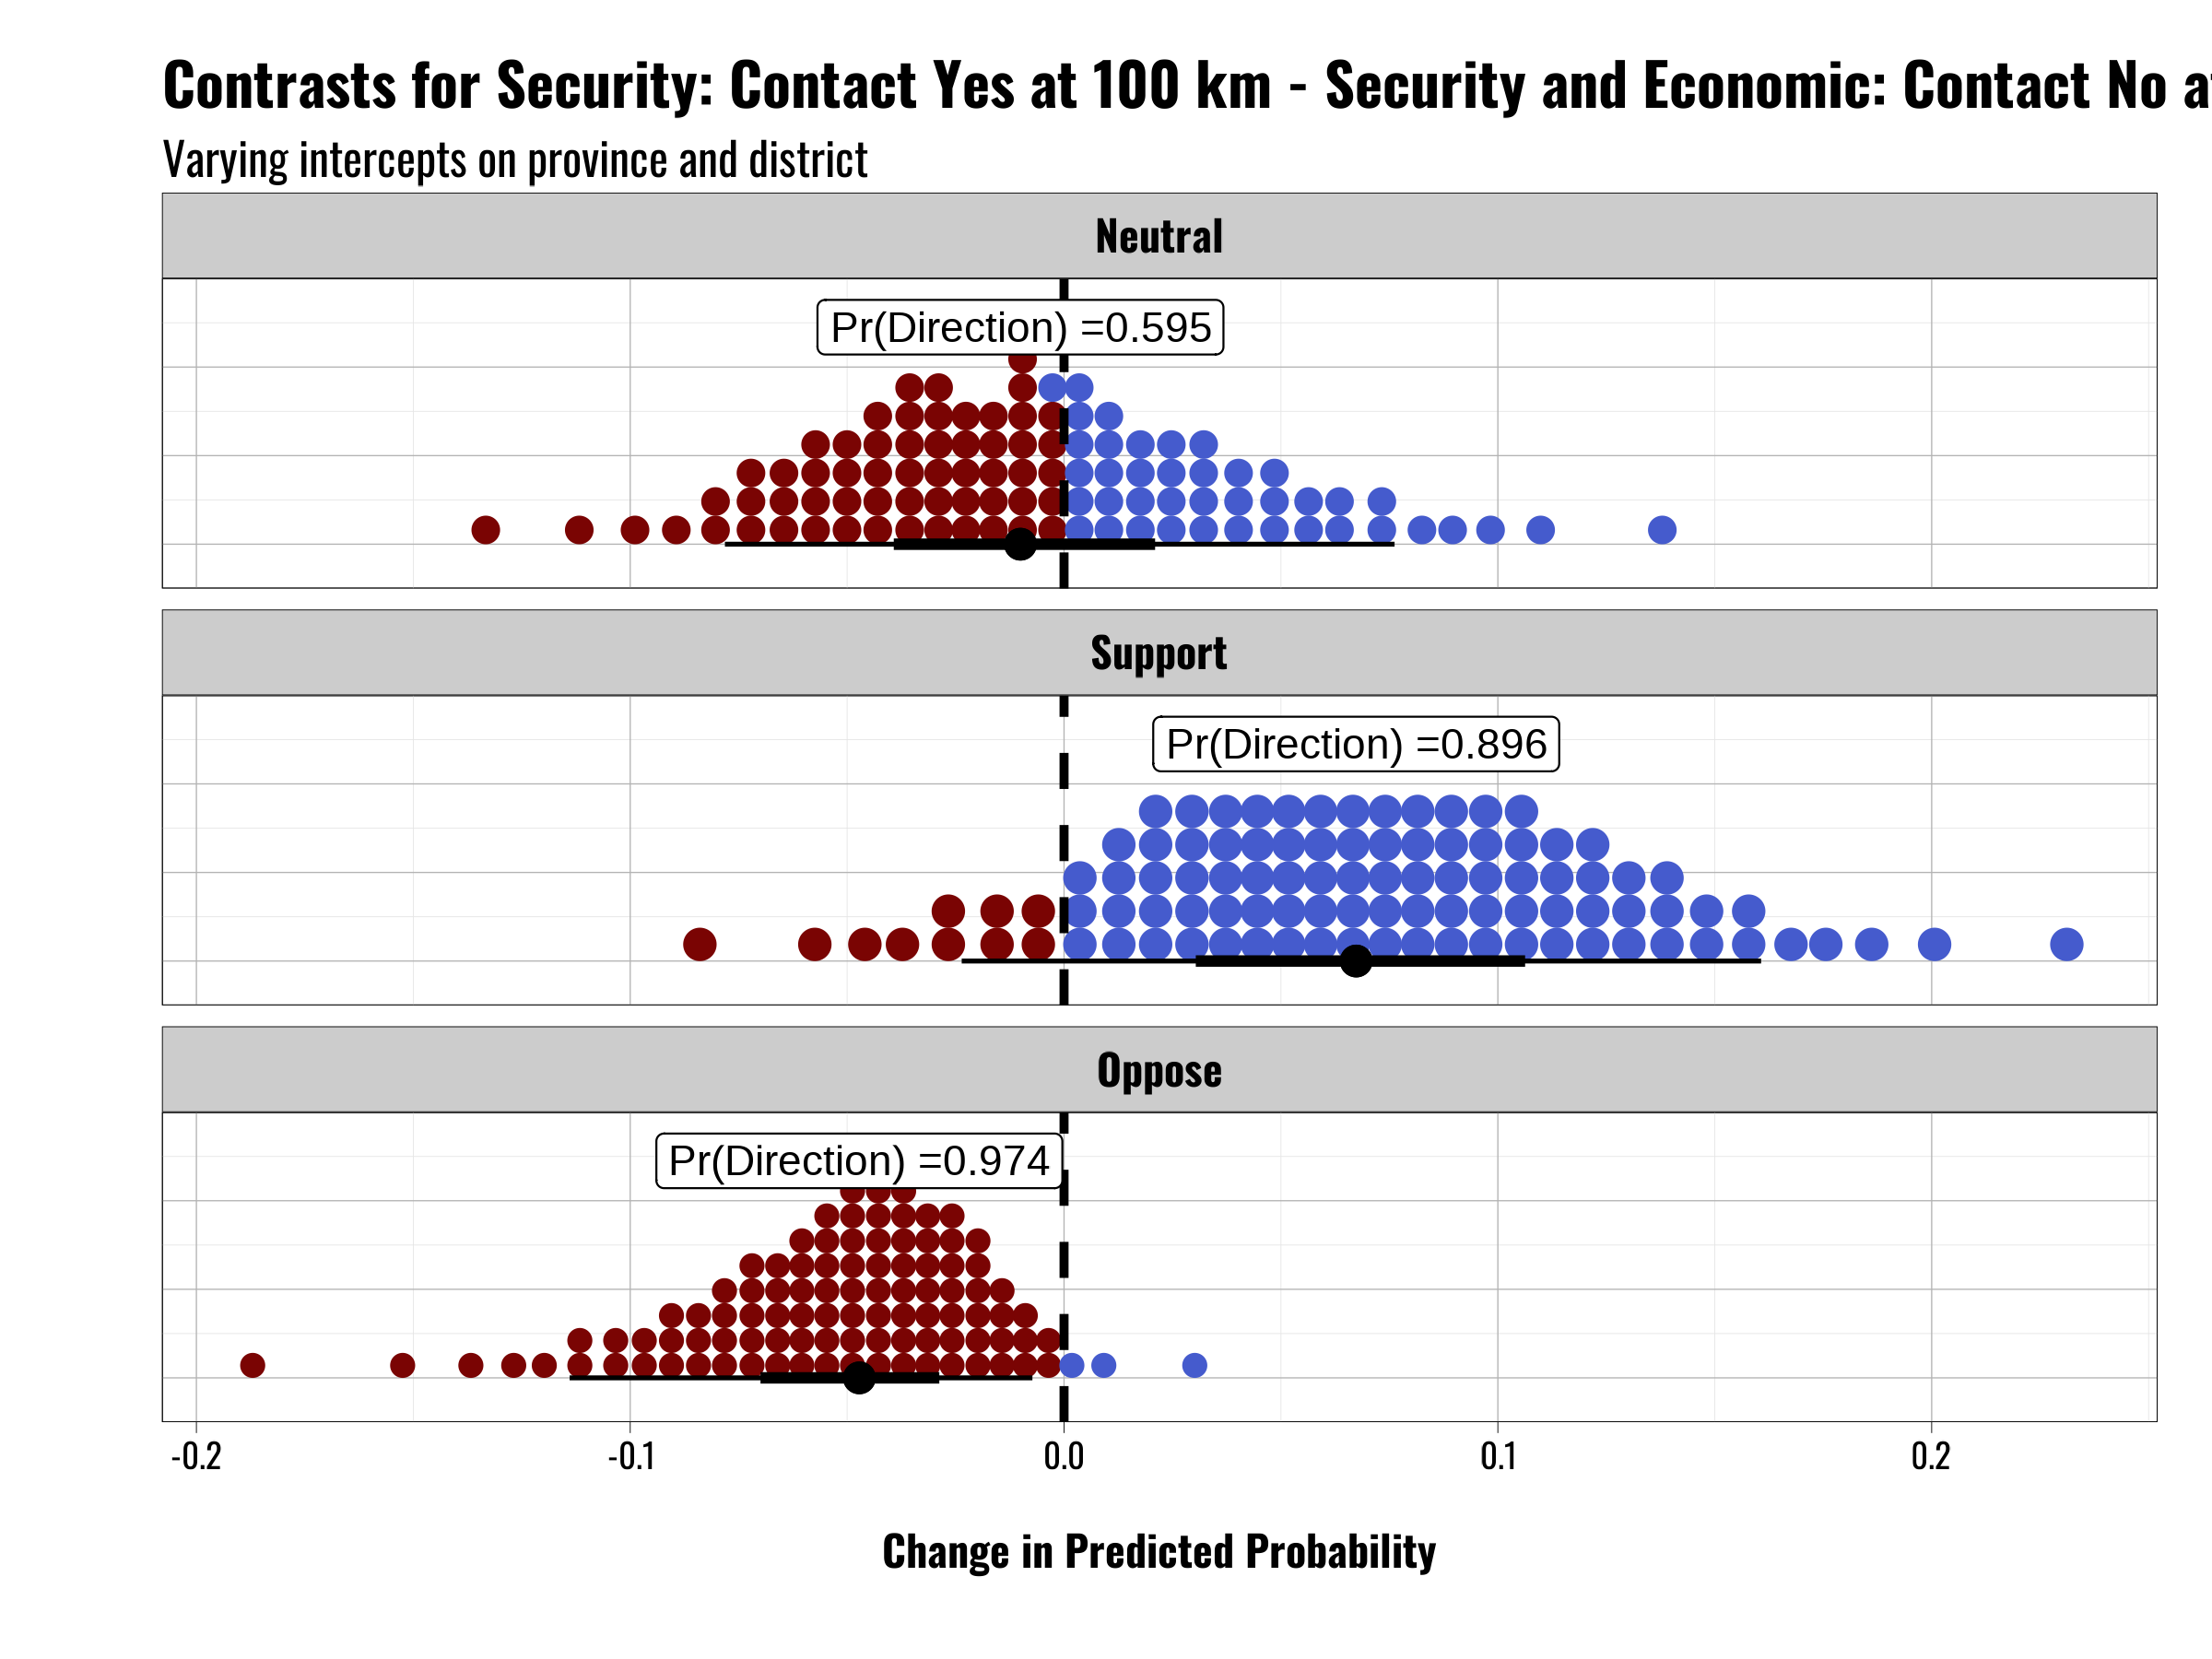 Contrasts for Security: Contact Yes at 100 km - Security and Economic: Contact No
Varying intercepts on province and district
Neutral
Pr(Direction) =0.595
Support
Pr(Direction) =0.896
Oppose
Pr(Direction) =0.974
-0.2 -0.1 0.0 0.1 0.2
Change in Predicted Probability